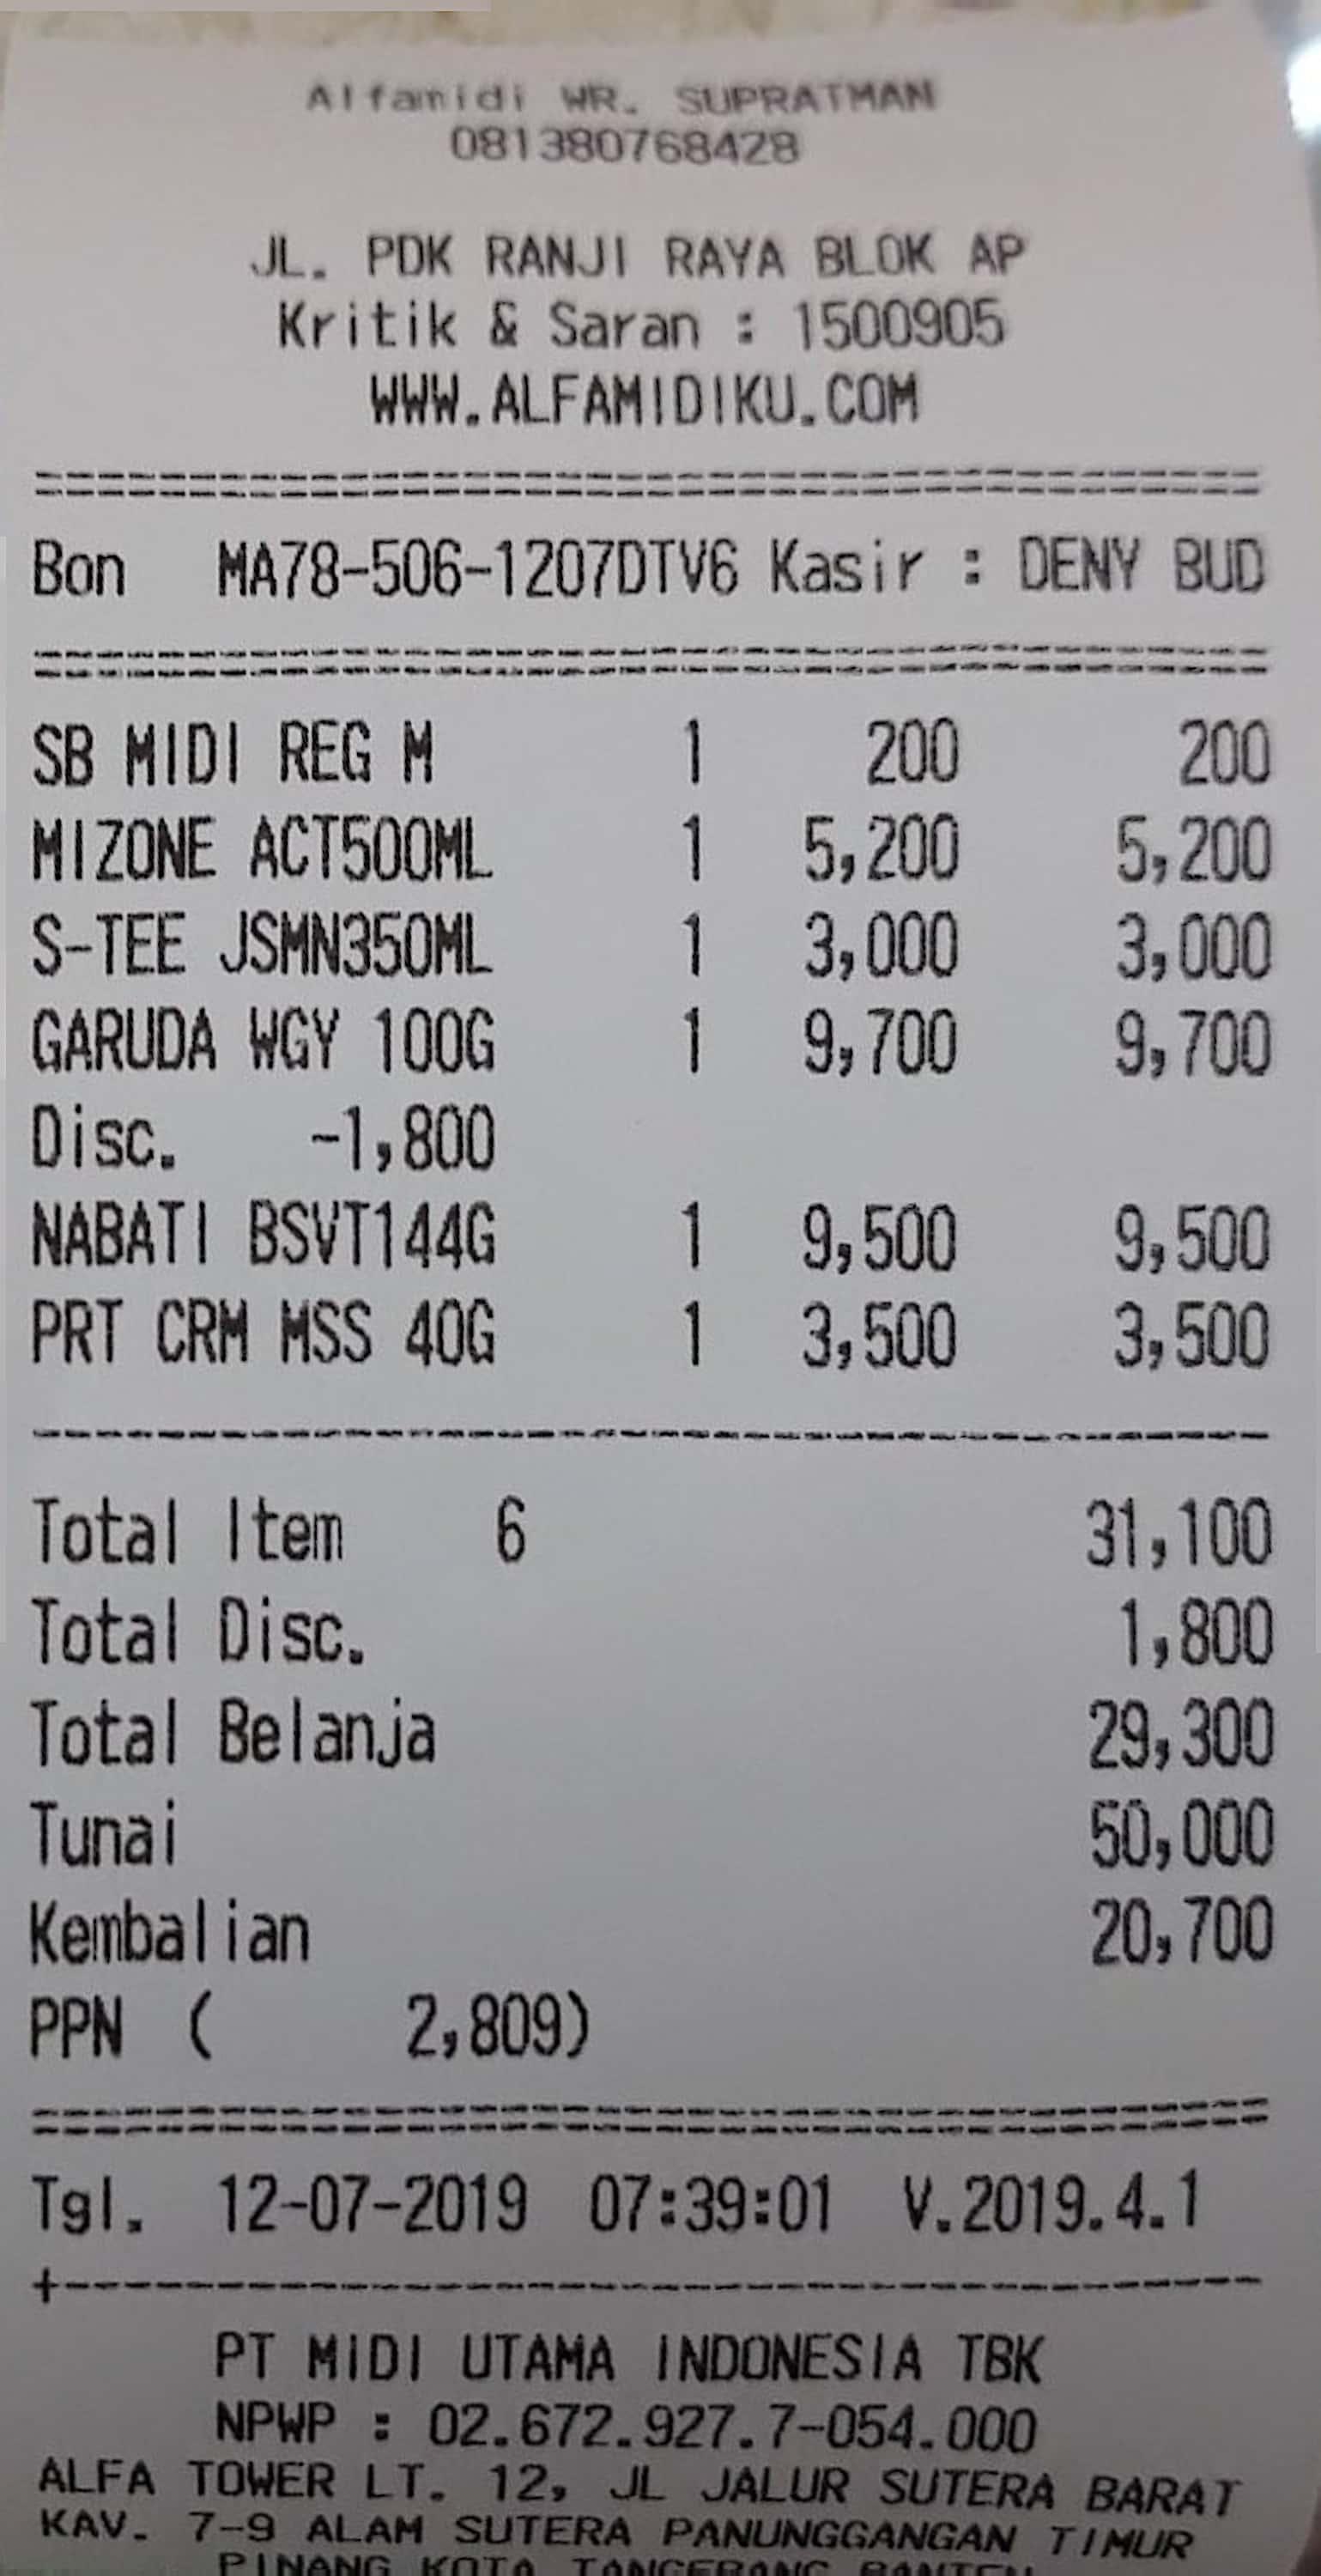 Alfamidi WR. SUPRATMAN
081380768428
JL. PDK RANJI RAYA BLOK AP
Kritik & Saran : 1500905
WWW.ALFAMIDIKU.COM
Bon MA78-506-1207DTV6 Kasir : DENY BUD
SB MIDI REG M 1 200 200
MIZONE ACT500ML 1 5,200 5,200
S-TEE JSMN350ML 1 3,000 3,000
GARUDA WGY 100G 1 9,700 9,700
Disc. -1,800
NABATI BSVT144G 1 9,500 9,500
PRT CRM MSS 40G 1 3,500 3,500
Total Item 6 31,100
Total Disc. 1,800
Total Belanja 29,300
Tunai 50,000
Kembalian 20,700
PPN ( 2,809)
Tgl. 12-07-2019 07:39:01 V.2019.4.1
PT MIDI UTAMA INDONESIA TBK
NPWP : 02.672.927.7-054.000
ALFA TOWER LT. 12, JL JALUR SUTERA BARAT
KAV. 7-9 ALAM SUTERA PANUNGGANGAN TIMUR
PINANG KOTA TANGERANG BANTEN